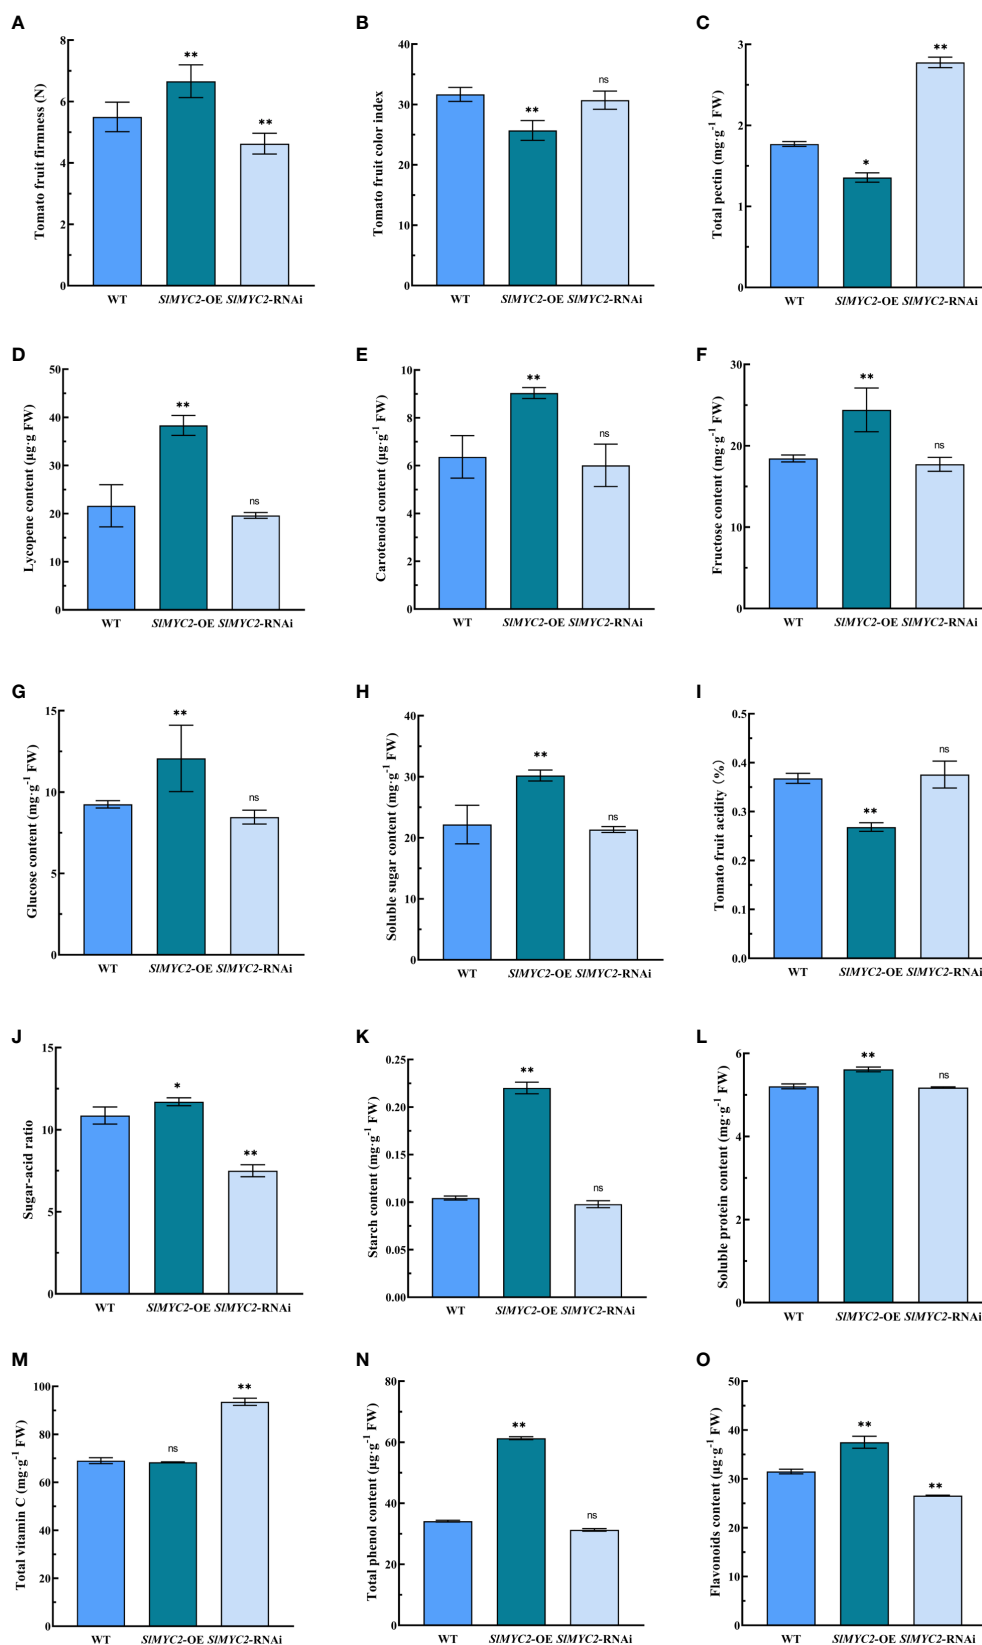 A
Tomato fruit firmness (N)
8
6
4
2
0
**
**
WT
SlMYC2-OE
SlMYC2-RNAi
B
Tomato fruit color index
40
30
20
10
0
**
ns
WT
SlMYC2-OE
SlMYC2-RNAi
C
Total pectin (mg·g-1 FW)
3
2
1
0
*
**
WT
SlMYC2-OE
SlMYC2-RNAi
D
Lycopene content (μg·g FW)
50
40
30
20
10
0
**
ns
WT
SlMYC2-OE
SlMYC2-RNAi
E
Carotenoid content (μg·g-1 FW)
10
8
6
4
2
0
**
ns
WT
SlMYC2-OE
SlMYC2-RNAi
F
Fructose content (mg·g-1 FW)
30
20
10
0
**
ns
WT
SlMYC2-OE
SlMYC2-RNAi
G
Glucose content (mg·g-1 FW)
15
10
5
0
**
ns
WT
SlMYC2-OE
SlMYC2-RNAi
H
Soluble sugar content (mg·g-1 FW)
40
30
20
10
0
**
ns
WT
SlMYC2-OE
SlMYC2-RNAi
I
Tomato fruit acidity (%)
0.5
0.4
0.3
0.2
0.1
0.0
**
ns
WT
SlMYC2-OE
SlMYC2-RNAi
J
Sugar-acid ratio
15
10
5
0
*
**
WT
SlMYC2-OE
SlMYC2-RNAi
K
Starch content (mg·g-1 FW)
0.25
0.20
0.15
0.10
0.05
0.00
**
ns
WT
SlMYC2-OE
SlMYC2-RNAi
L
Soluble protein content (mg·g-1 FW)
6
4
2
0
**
ns
WT
SlMYC2-OE
SlMYC2-RNAi
M
Total vitamin C (mg·g-1 FW)
100
80
60
40
20
0
ns
**
WT
SlMYC2-OE
SlMYC2-RNAi
N
Total phenol content (μg·g-1 FW)
80
60
40
20
0
**
ns
WT
SlMYC2-OE
SlMYC2-RNAi
O
Flavonoids content (μg·g-1 FW)
50
40
30
20
10
0
**
**
WT
SlMYC2-OE
SlMYC2-RNAi